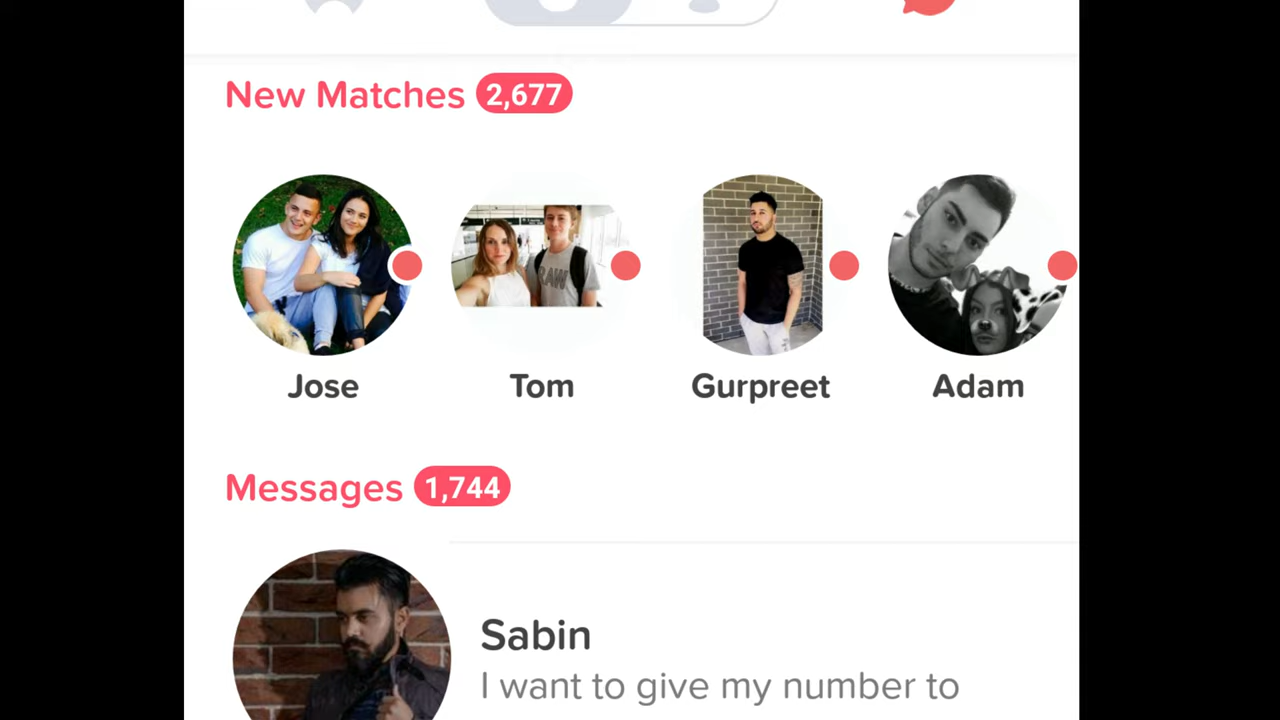 New Matches 2,677
Jose Tom Gurpreet Adam
Messages 1,744
Sabin
I want to give my number to